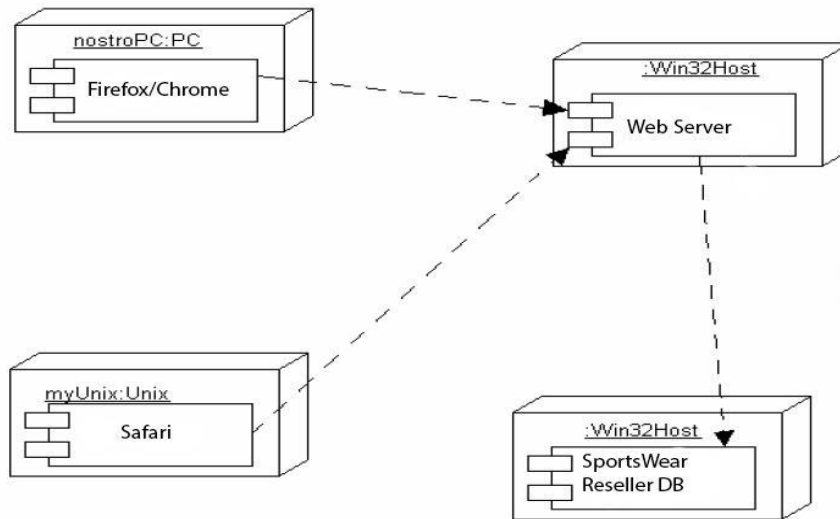 nostroPC:PC
Firefox/Chrome
:Win32Host
Web Server
myUnix:Unix
Safari
:Win32Host
SportsWear
Reseller DB